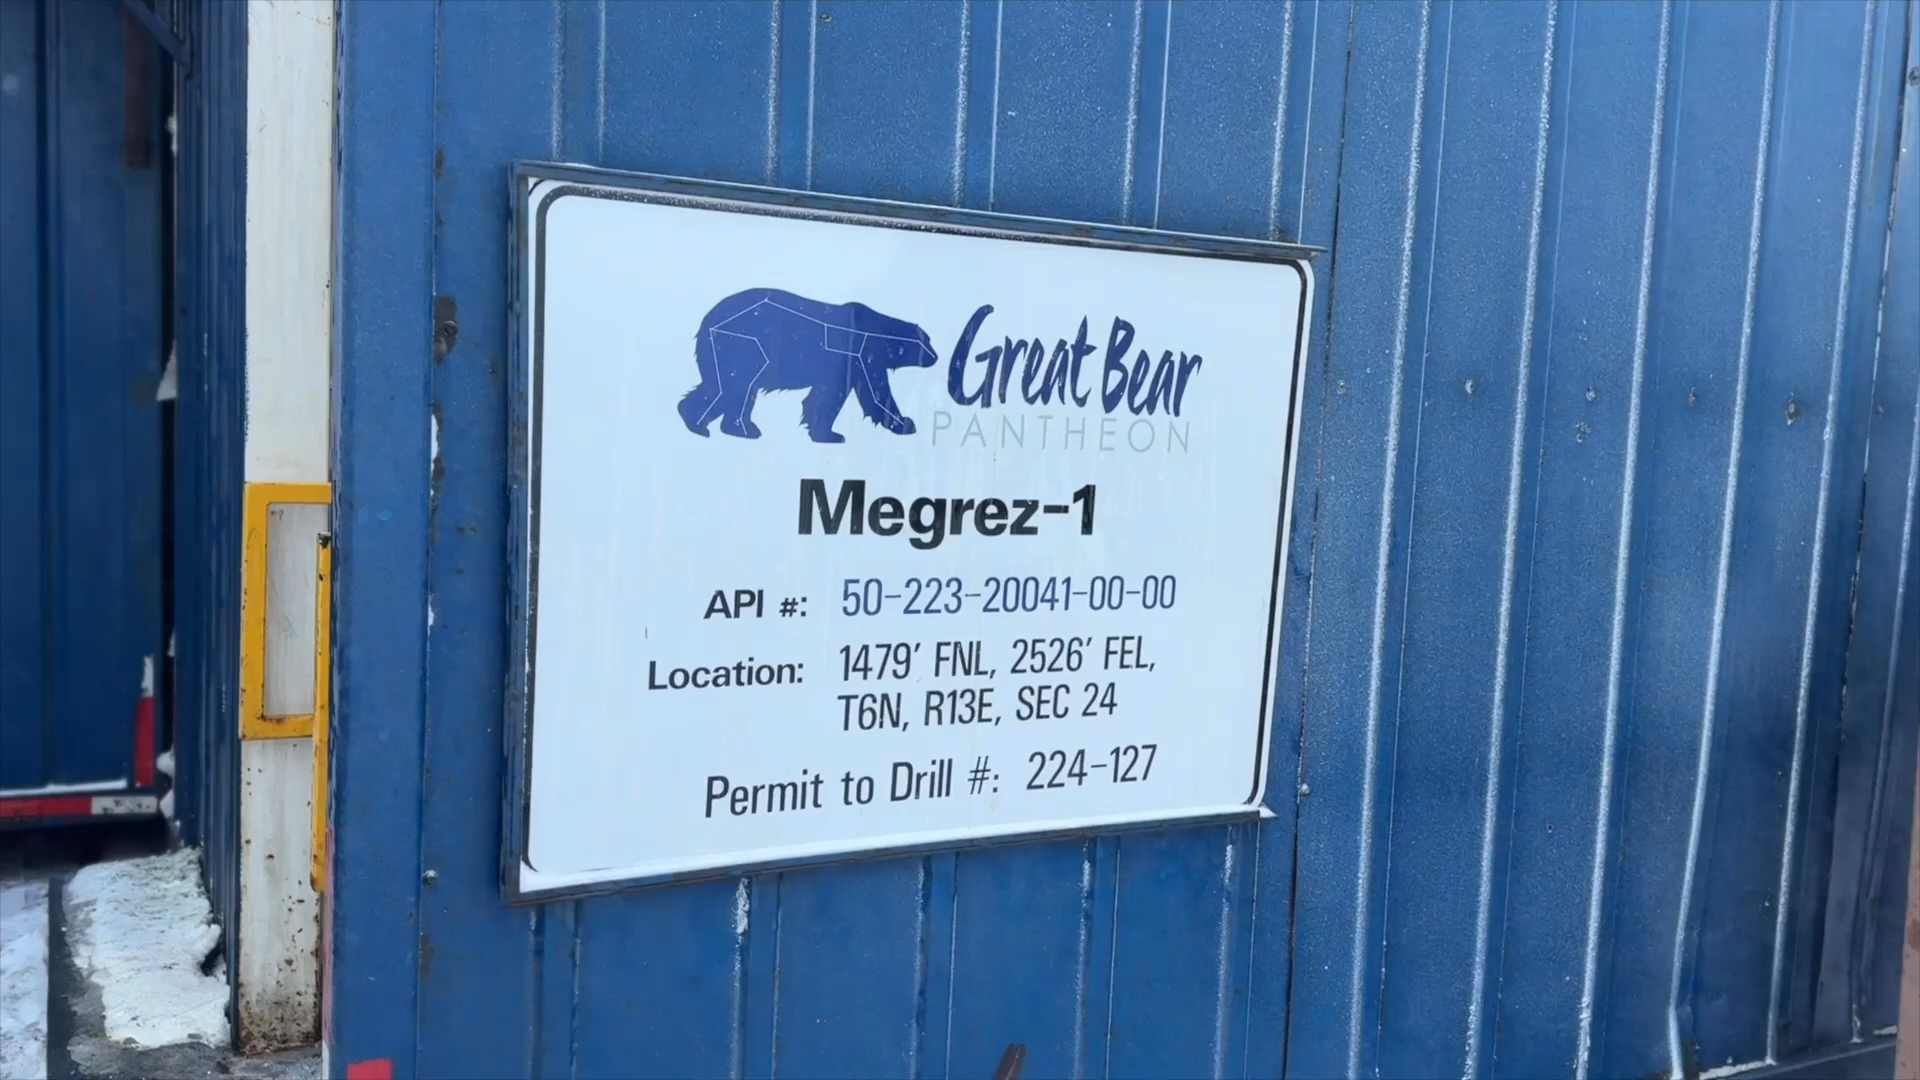 Great Bear
PANTHEON
Megrez-1
API #: 50-223-20041-00-00
Location: 1479' FNL, 2526' FEL,
T6N, R13E, SEC 24
Permit to Drill #: 224-127